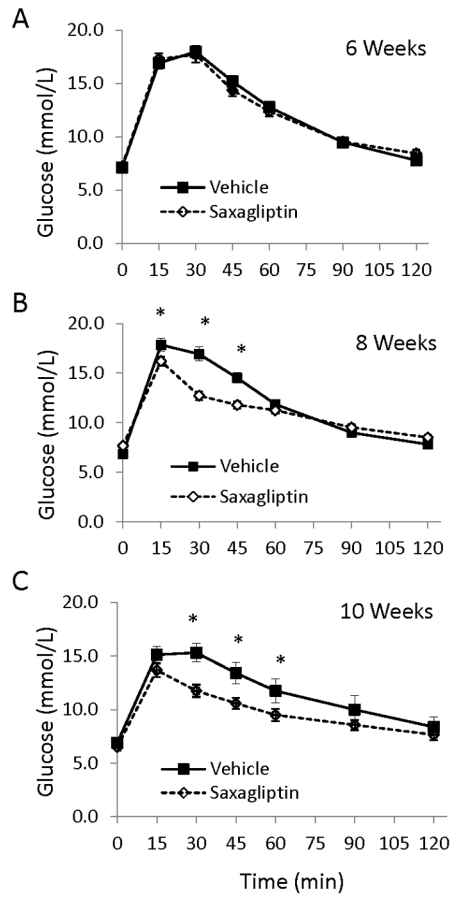 A
6 Weeks
20.0
15.0
10.0
5.0
0.0
Glucose (mmol/L)
Vehicle
Saxagliptin
0 15 30 45 60 75 90 105 120
B
8 Weeks
* * *
20.0
15.0
10.0
5.0
0.0
Glucose (mmol/L)
Vehicle
Saxagliptin
0 15 30 45 60 75 90 105 120
C
10 Weeks
* * *
20.0
15.0
10.0
5.0
0.0
Glucose (mmol/L)
Vehicle
Saxagliptin
0 15 30 45 60 75 90 105 120
Time (min)